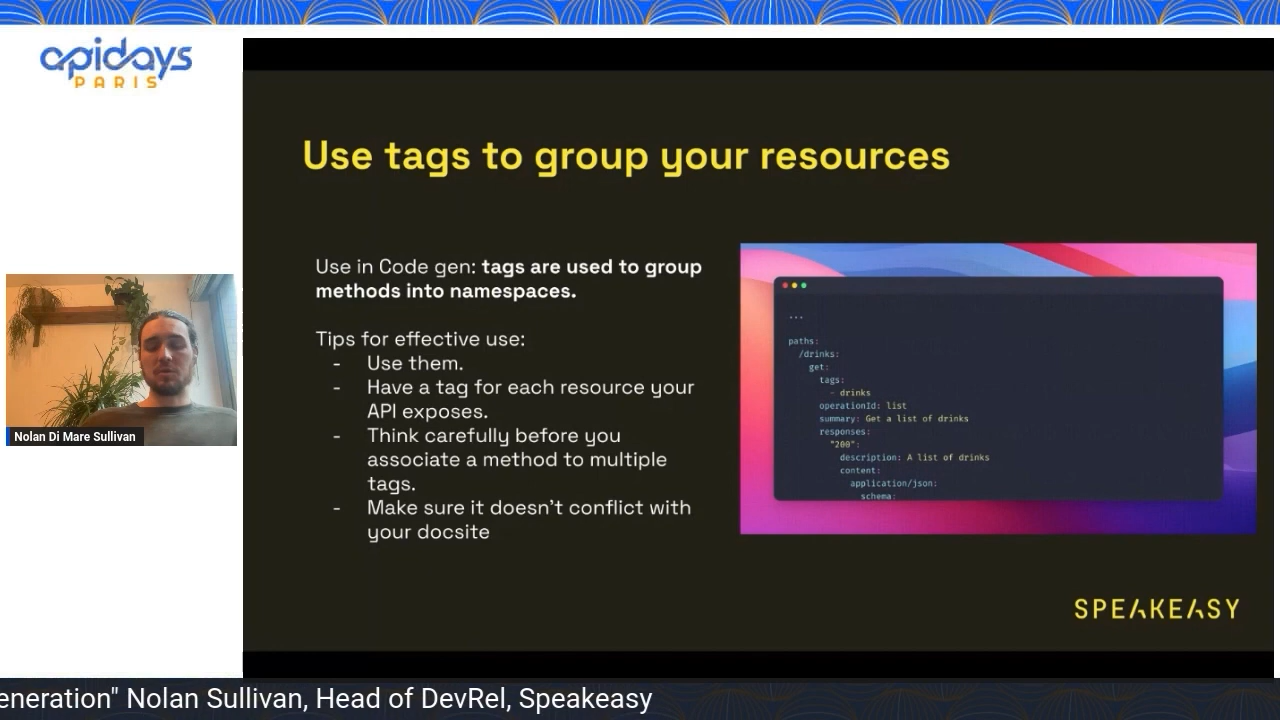 apidays
PARIS
Use tags to group your resources
Use in Code gen: tags are used to group
methods into namespaces.
Tips for effective use:
- Use them.
- Have a tag for each resource your
API exposes.
- Think carefully before you
associate a method to multiple
tags.
- Make sure it doesn't conflict with
your docsite
...
paths:
/drinks:
get:
tags:
- drinks
operationId: list
summary: Get a list of drinks
responses:
"200":
description: A list of drinks
content:
application/json:
schema:
SPEAKEASY
Nolan Di Mare Sullivan
eneration" Nolan Sullivan, Head of DevRel, Speakeasy